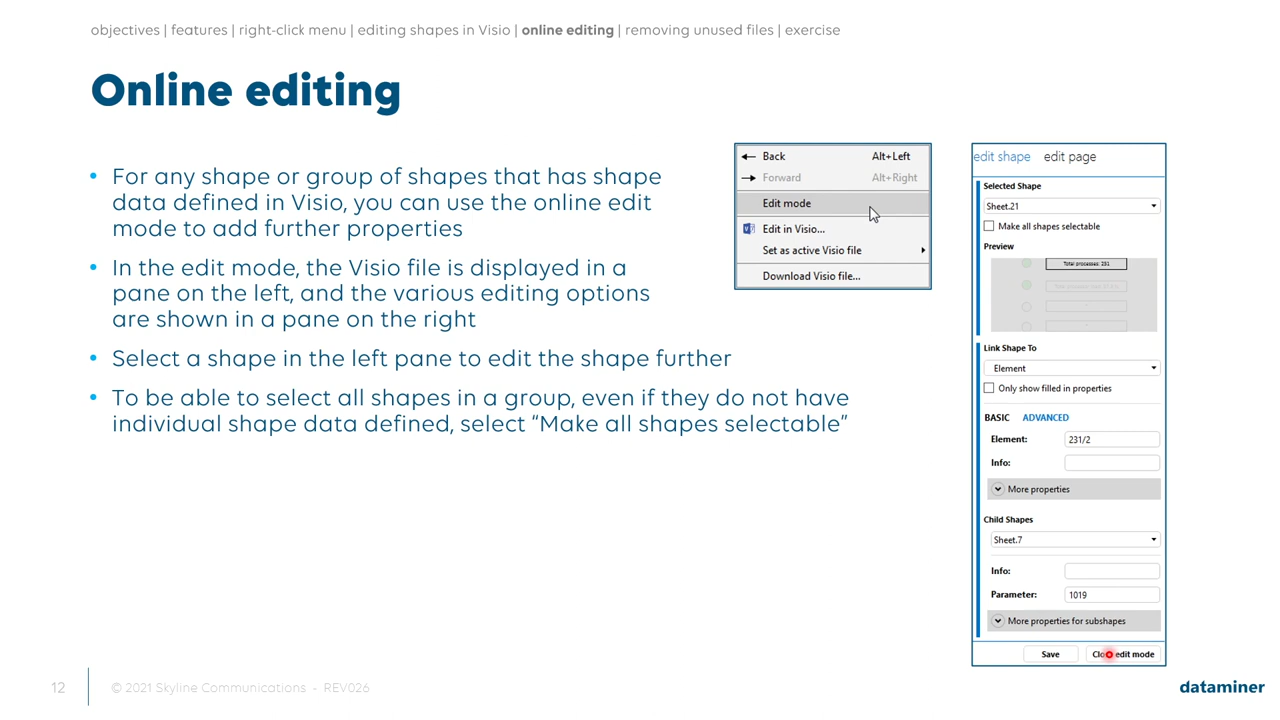 objectives | features | right-click menu | editing shapes in Visio | online editing | removing unused files | exercise
Online editing
• For any shape or group of shapes that has shape
data defined in Visio, you can use the online edit
mode to add further properties
• In the edit mode, the Visio file is displayed in a
pane on the left, and the various editing options
are shown in a pane on the right
• Select a shape in the left pane to edit the shape further
• To be able to select all shapes in a group, even if they do not have
individual shape data defined, select “Make all shapes selectable”
Back Alt+Left
Forward Alt+Right
Edit mode
Edit in Visio...
Set as active Visio file
Download Visio file...
edit shape edit page
Selected Shape
Sheet.21
Make all shapes selectable
Preview
Total processes: 231
Link Shape To
Element
Only show filled in properties
BASIC ADVANCED
Element: 231/2
Info:
More properties
Child Shapes
Sheet.7
Info:
Parameter: 1019
More properties for subshapes
Save
edit mode
12
© 2021 Skyline Communications - REV026
dataminer